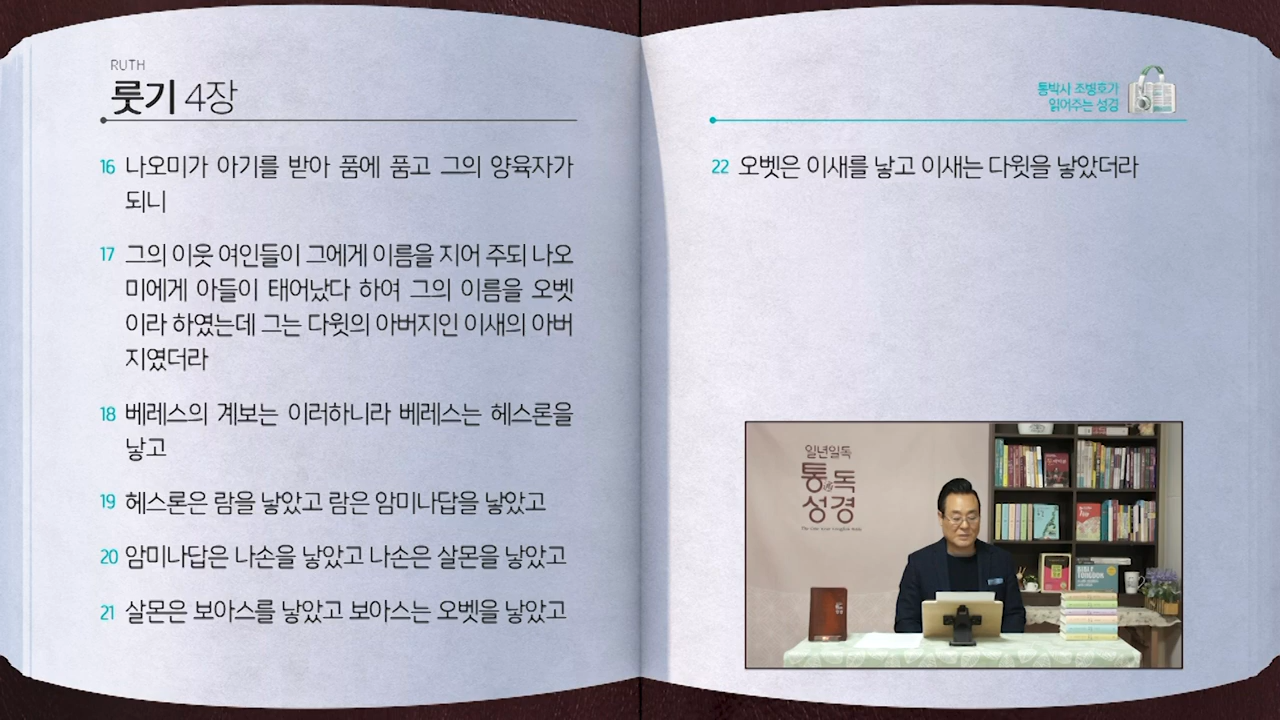 RUTH
룻기 4장
16 나오미가 아기를 받아 품에 품고 그의 양육자가
되니
17 그의 이웃 여인들이 그에게 이름을 지어 주되 나오
미에게 아들이 태어났다 하여 그의 이름을 오벳
이라 하였는데 그는 다윗의 아버지인 이새의 아버
지였더라
18 베레스의 계보는 이러하니라 베레스는 헤스론을
낳고
19 헤스론은 람을 낳았고 람은 암미나답을 낳았고
20 암미나답은 나손을 낳았고 나손은 살몬을 낳았고
21 살몬은 보아스를 낳았고 보아스는 오벳을 낳았고
통박사 조병호가
읽어주는 성경
22 오벳은 이새를 낳고 이새는 다윗을 낳았더라
일년일독
통독
성경